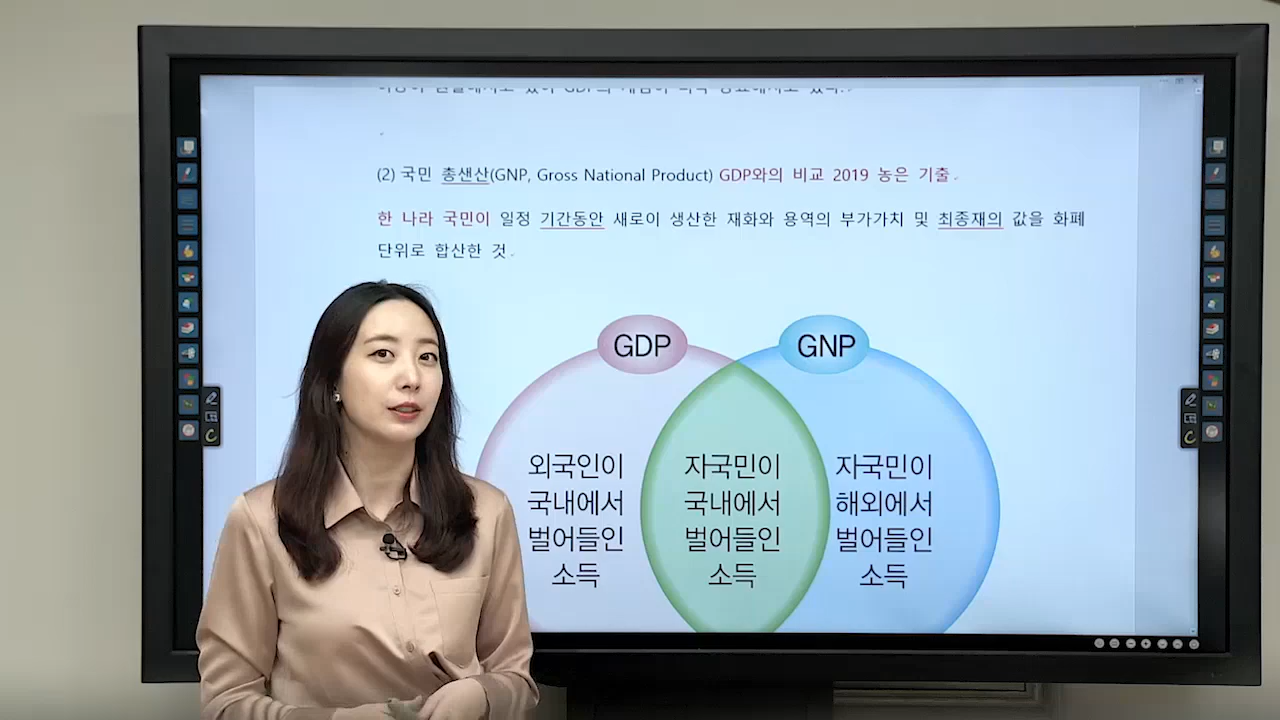 (2) 국민 총샌산(GNP, Gross National Product) GDP와의 비교 2019 농은 기출
한 나라 국민이 일정 기간동안 새로이 생산한 재화와 용역의 부가가치 및 최종재의 값을 화폐
단위로 합산한 것
GDP
GNP
외국인이
국내에서
벌어들인
소득
자국민이
국내에서
벌어들인
소득
자국민이
해외에서
벌어들인
소득